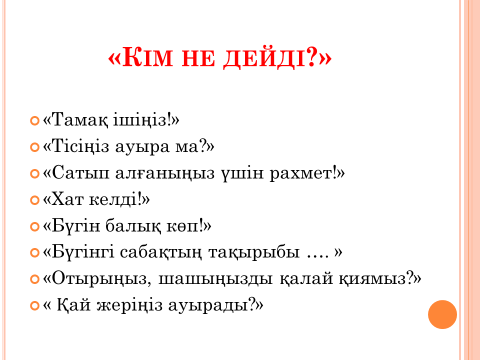 «Кім не дейді?»
«Тамақ ішіңіз!»
«Тісіңіз ауыра ма?»
«Сатып алғаныңыз үшін рахмет!»
«Хат келді!»
«Бүгін балық көп!»
«Бүгінгі сабақтың тақырыбы …. »
«Отырыңыз, шашыңызды қалай қиямыз?»
« Қай жеріңіз ауырады?»